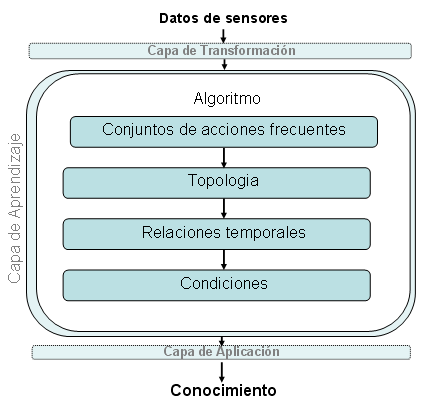 Datos de sensores
Capa de Transformación
Capa de Aprendizaje
Algoritmo
Conjuntos de acciones frecuentes
Topologia
Relaciones temporales
Condiciones
Capa de Aplicación
Conocimiento